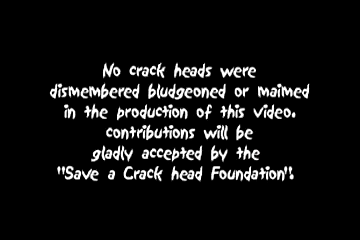 No crack heads were
dismembered bludgeoned or maimed
in the production of this video.
contributions will be
gladly accepted by the
"Save a Crack head Foundation".